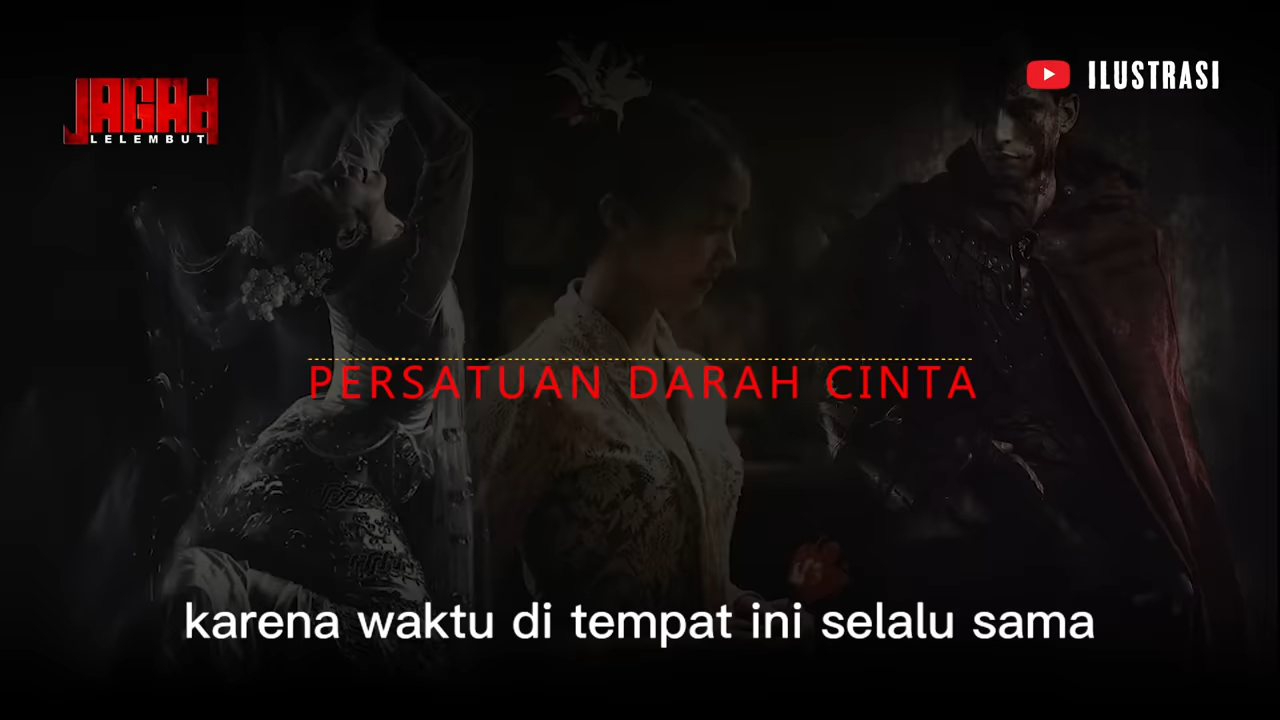 JAGAd
LELEMBUT
ILUSTRASI
PERSATUAN DARAH CINTA
karena waktu di tempat ini selalu sama